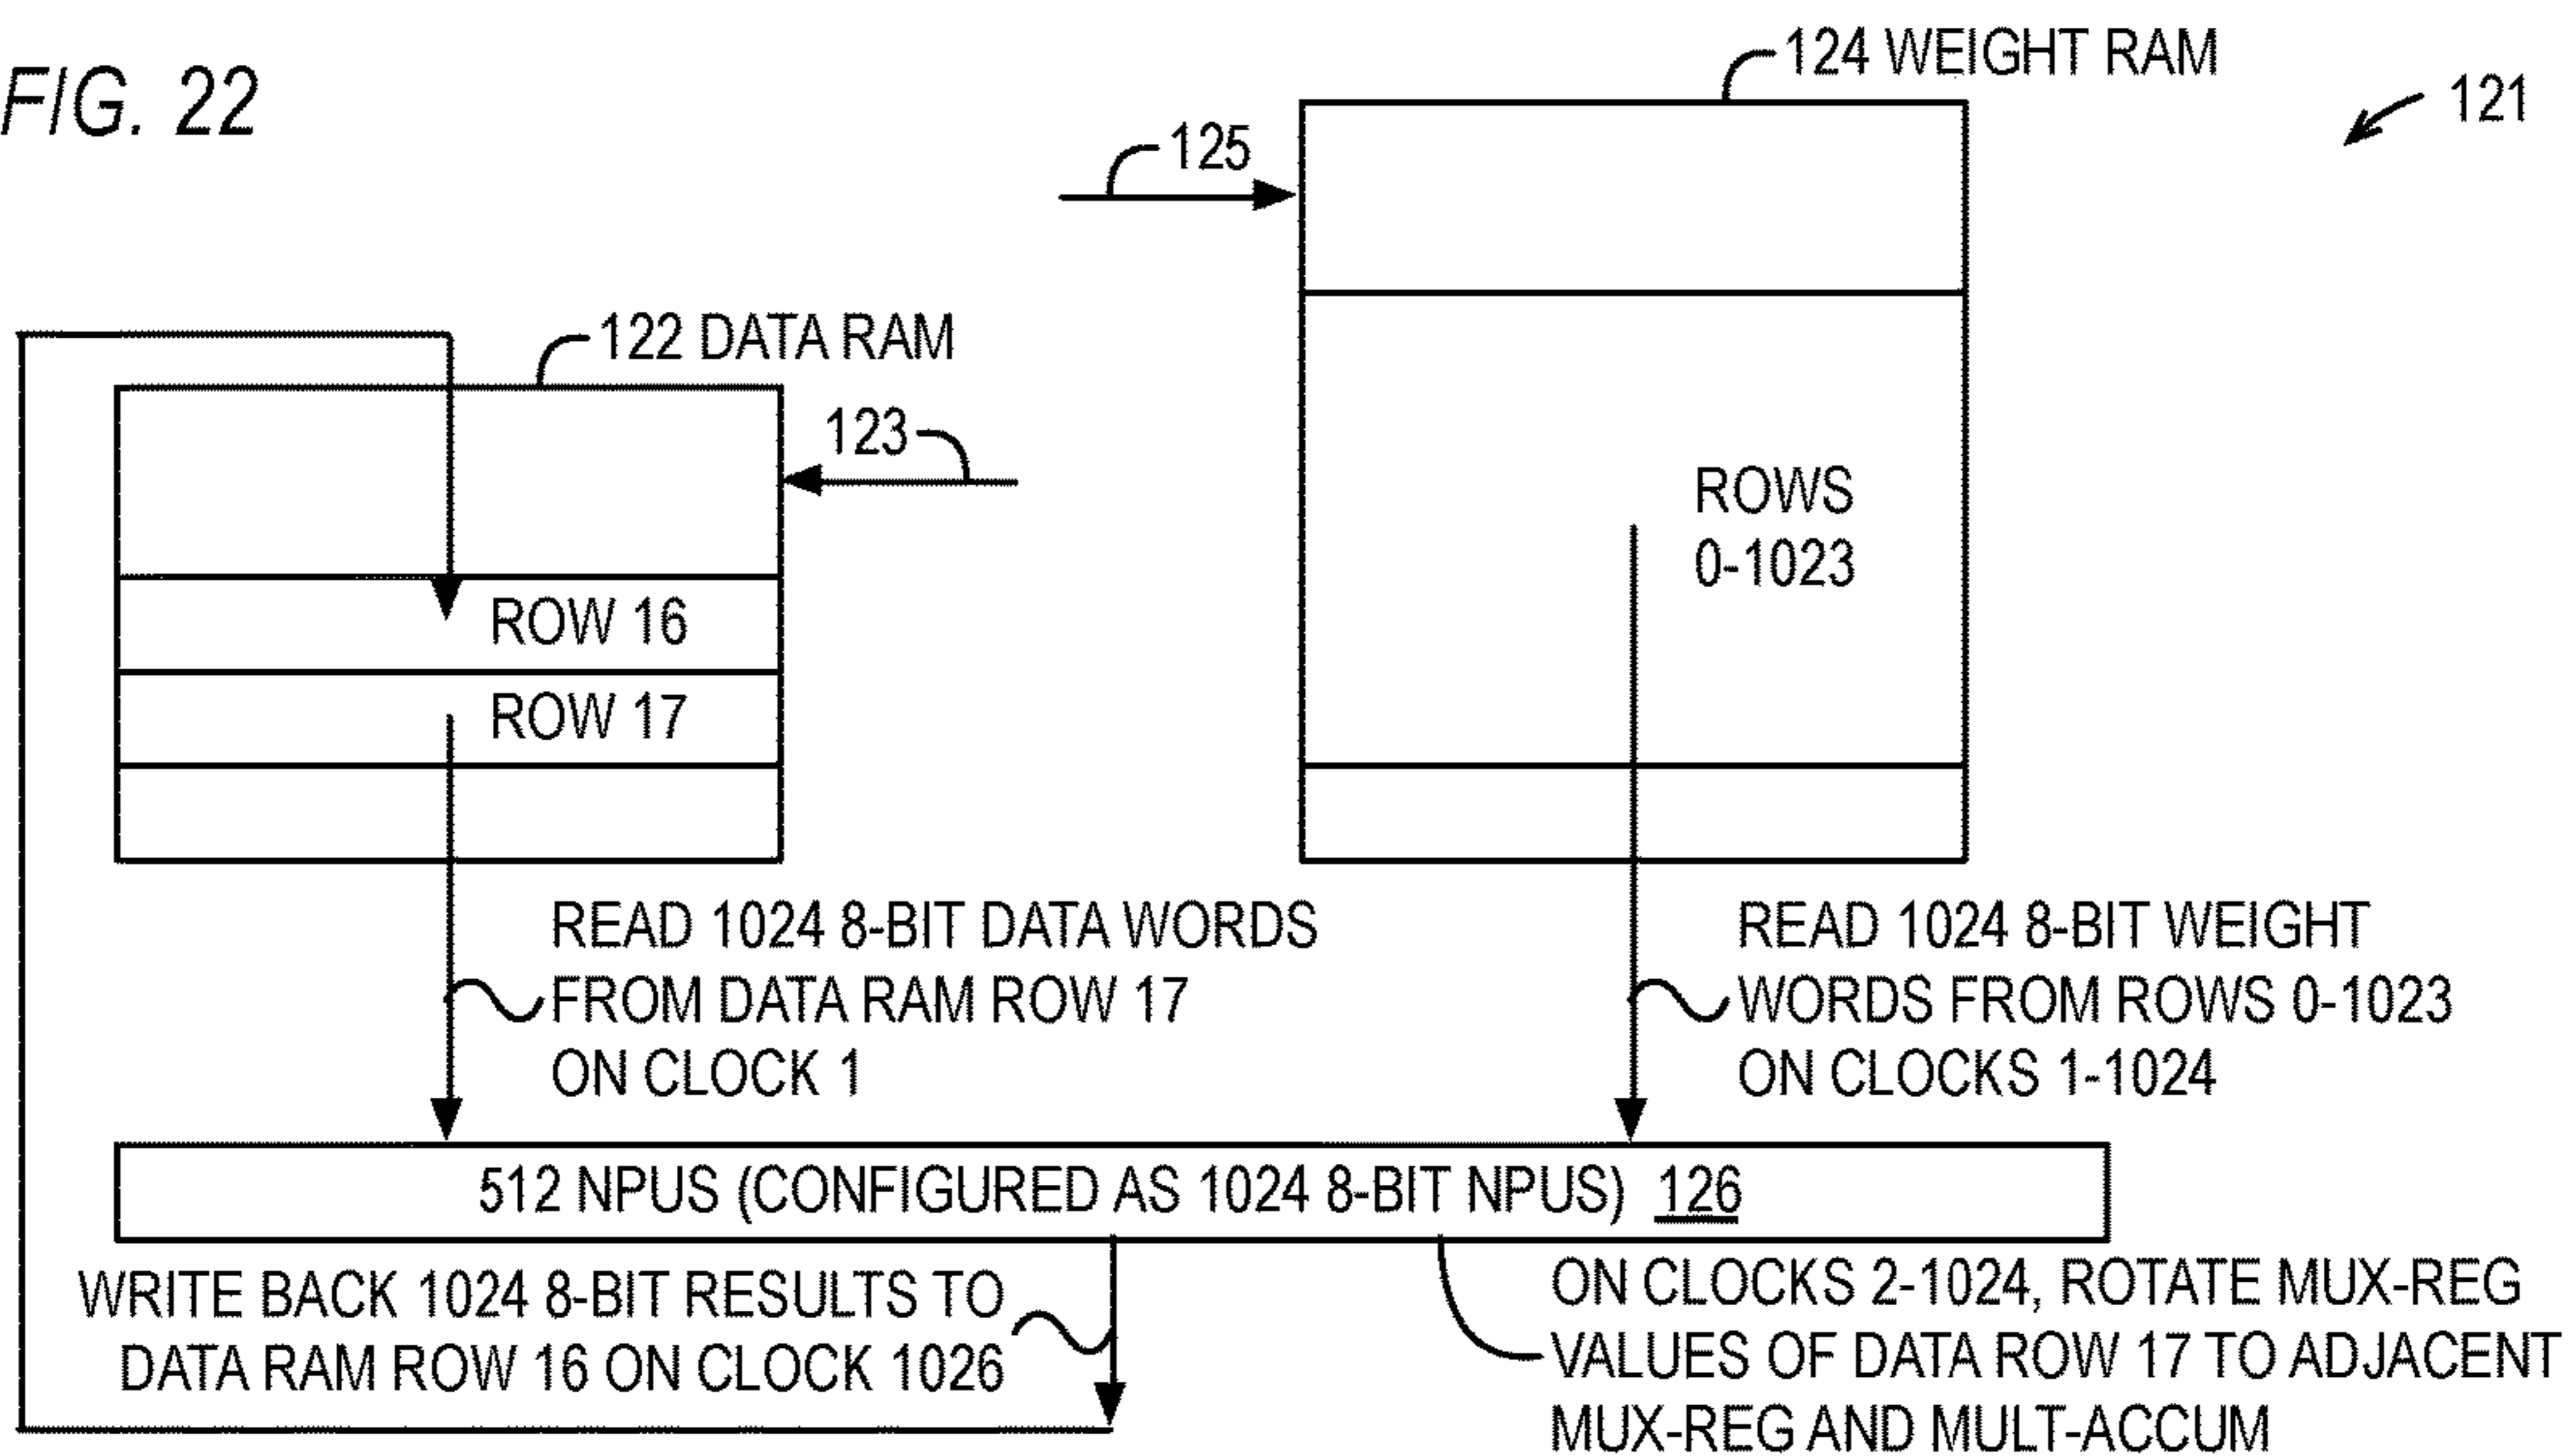 FIG. 22
124 WEIGHT RAM
121
125
122 DATA RAM
123
ROWS
0-1023
ROW 16
ROW 17
READ 1024 8-BIT DATA WORDS
FROM DATA RAM ROW 17
ON CLOCK 1
READ 1024 8-BIT WEIGHT
WORDS FROM ROWS 0-1023
ON CLOCKS 1-1024
512 NPUS (CONFIGURED AS 1024 8-BIT NPUS) 126
WRITE BACK 1024 8-BIT RESULTS TO
DATA RAM ROW 16 ON CLOCK 1026
ON CLOCKS 2-1024, ROTATE MUX-REG
VALUES OF DATA ROW 17 TO ADJACENT
MUX-REG AND MULT-ACCUM